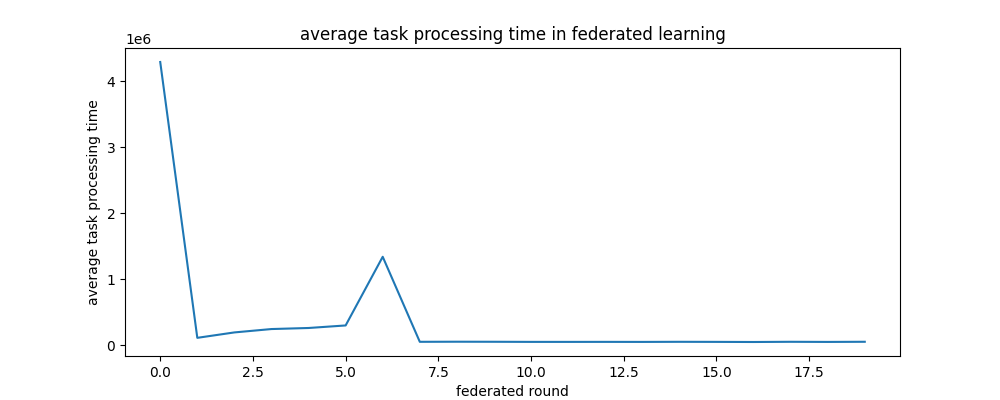 average task processing time in federated learning
1e6
4
3
2
1
0
average task processing time
0.0 2.5 5.0 7.5 10.0 12.5 15.0 17.5
federated round